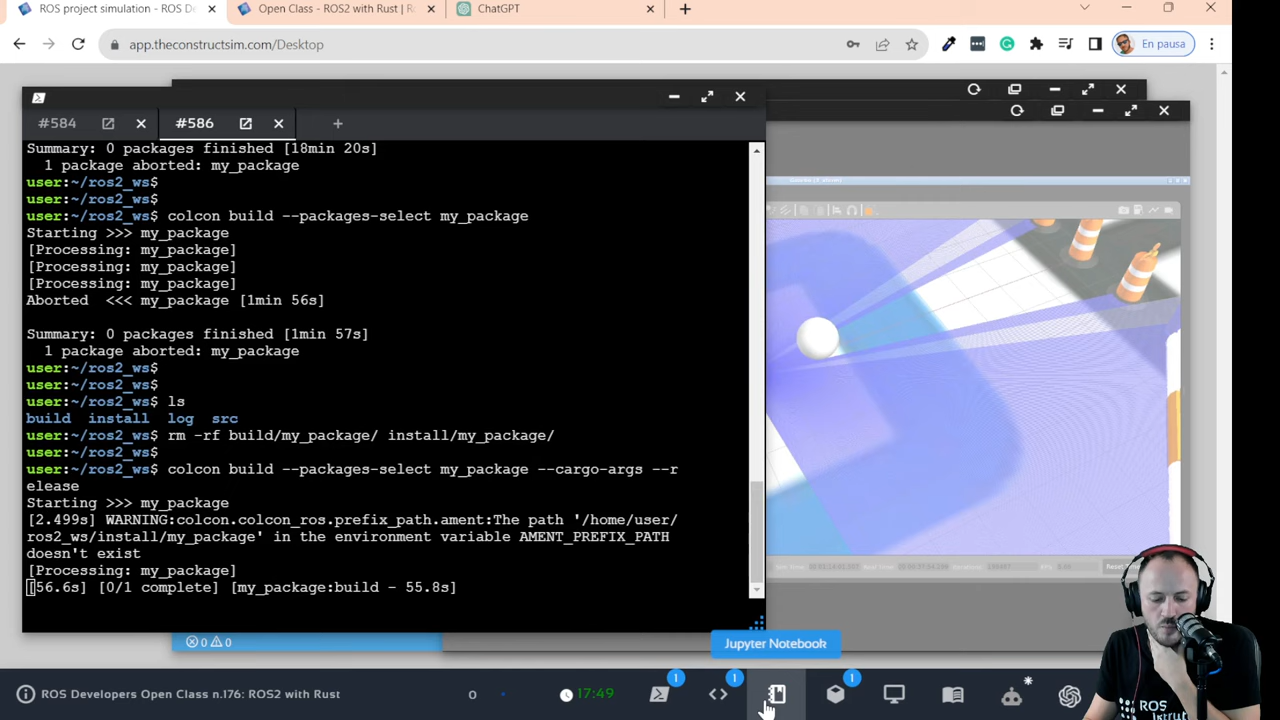 ROS project simulation - ROS De
Open Class - ROS2 with Rust | R
ChatGPT
app.theconstructsim.com/Desktop
En pausa
#584
#586
Summary: 0 packages finished [18min 20s]
1 package aborted: my_package
user:~/ros2_ws$
user:~/ros2_ws$
user:~/ros2_ws$ colcon build --packages-select my_package
Starting >>> my_package
[Processing: my_package]
[Processing: my_package]
[Processing: my_package]
Aborted <<< my_package [1min 56s]
Summary: 0 packages finished [1min 57s]
1 package aborted: my_package
user:~/ros2_ws$
user:~/ros2_ws$
user:~/ros2_ws$ ls
build install log src
user:~/ros2_ws$ rm -rf build/my_package/ install/my_package/
user:~/ros2_ws$
user:~/ros2_ws$ colcon build --packages-select my_package --cargo-args --r
elease
Starting >>> my_package
[2.499s] WARNING:colcon.colcon_ros.prefix_path.ament:The path '/home/user/
ros2_ws/install/my_package' in the environment variable AMENT_PREFIX_PATH
doesn't exist
[Processing: my_package]
[56.6s] [0/1 complete] [my_package:build - 55.8s]
0 0
Jupyter Notebook
ROS Developers Open Class n.176: ROS2 with Rust
0
17:49
1
1
1
ROS